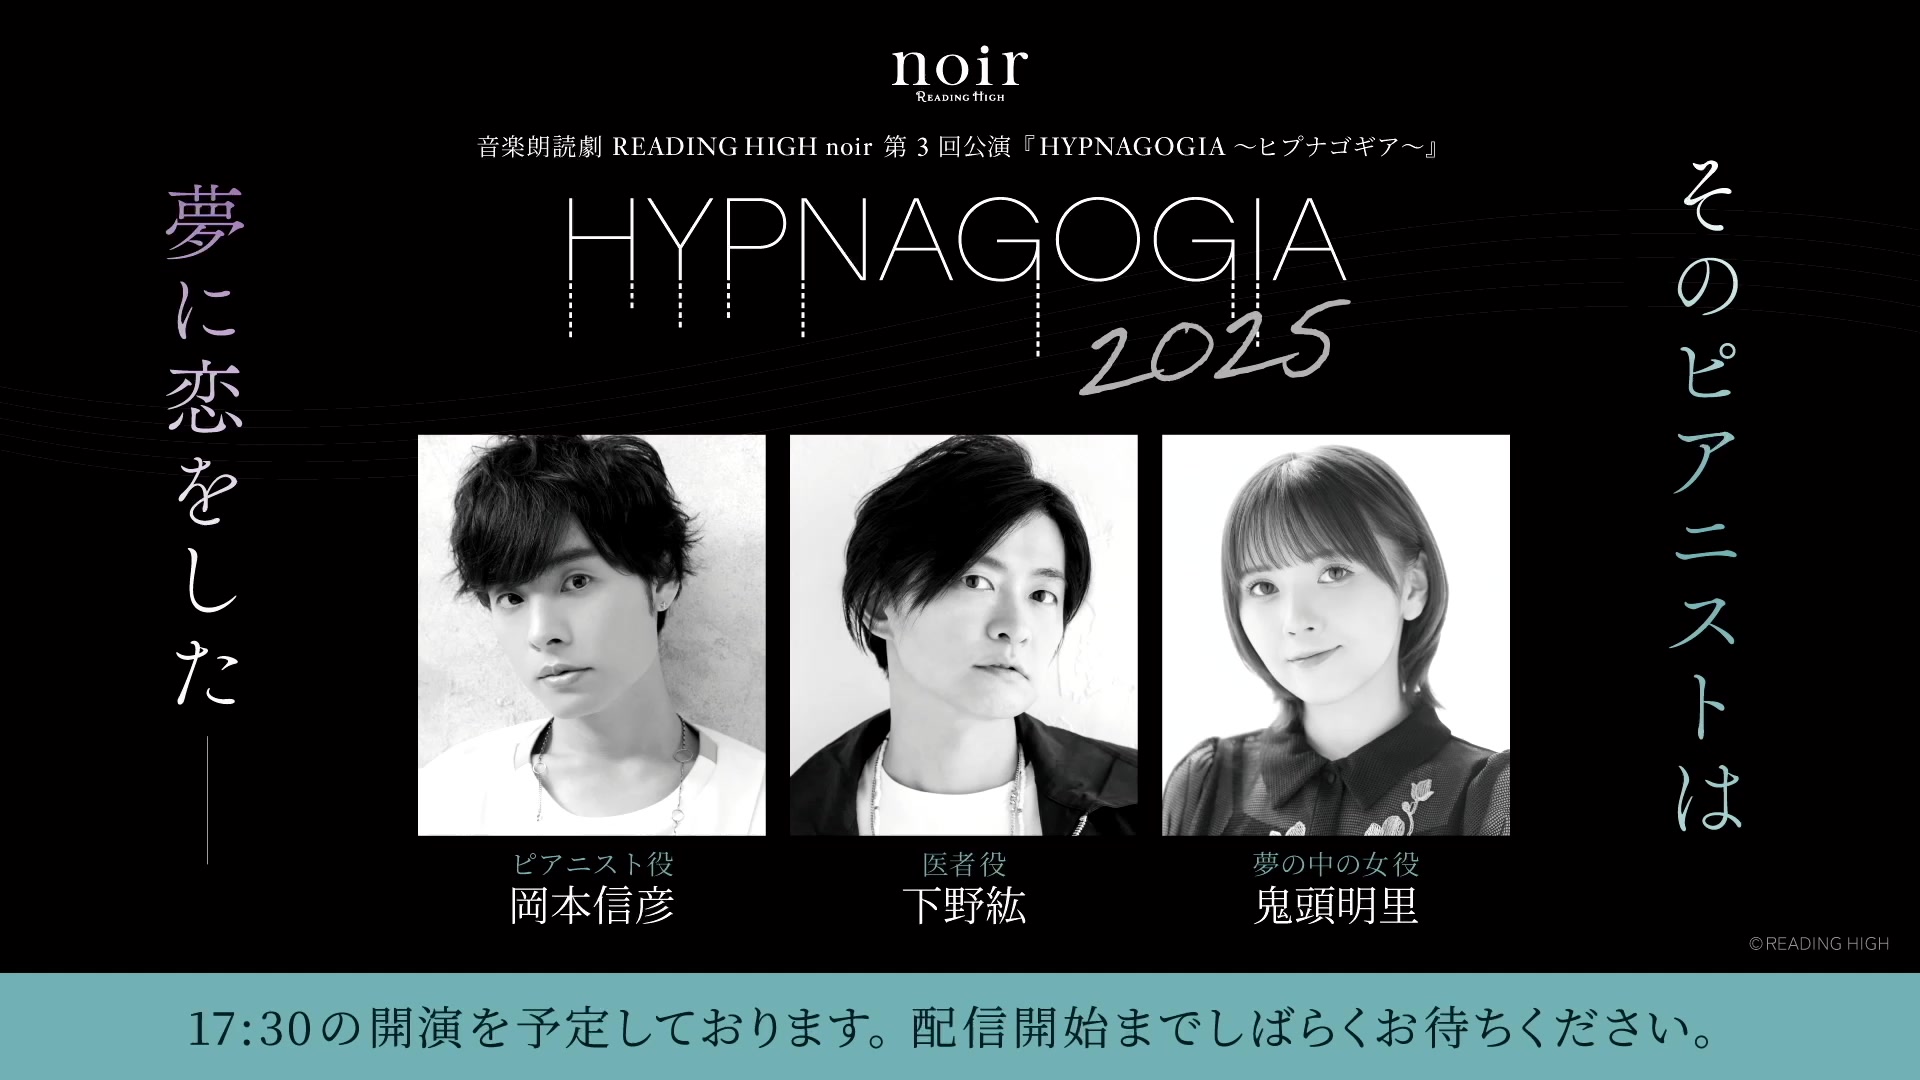 noir
READING HIGH
音楽朗読劇 READING HIGH noir 第 3 回公演『HYPNAGOGIA ～ヒプナゴギア～』
HYPNAGOGIA
2025
そのピアニストは
夢に恋をした――
ピアニスト役
岡本信彦
医者役
下野紘
夢の中の女役
鬼頭明里
©READING HIGH
17:30の開演を予定しております。配信開始までしばらくお待ちください。